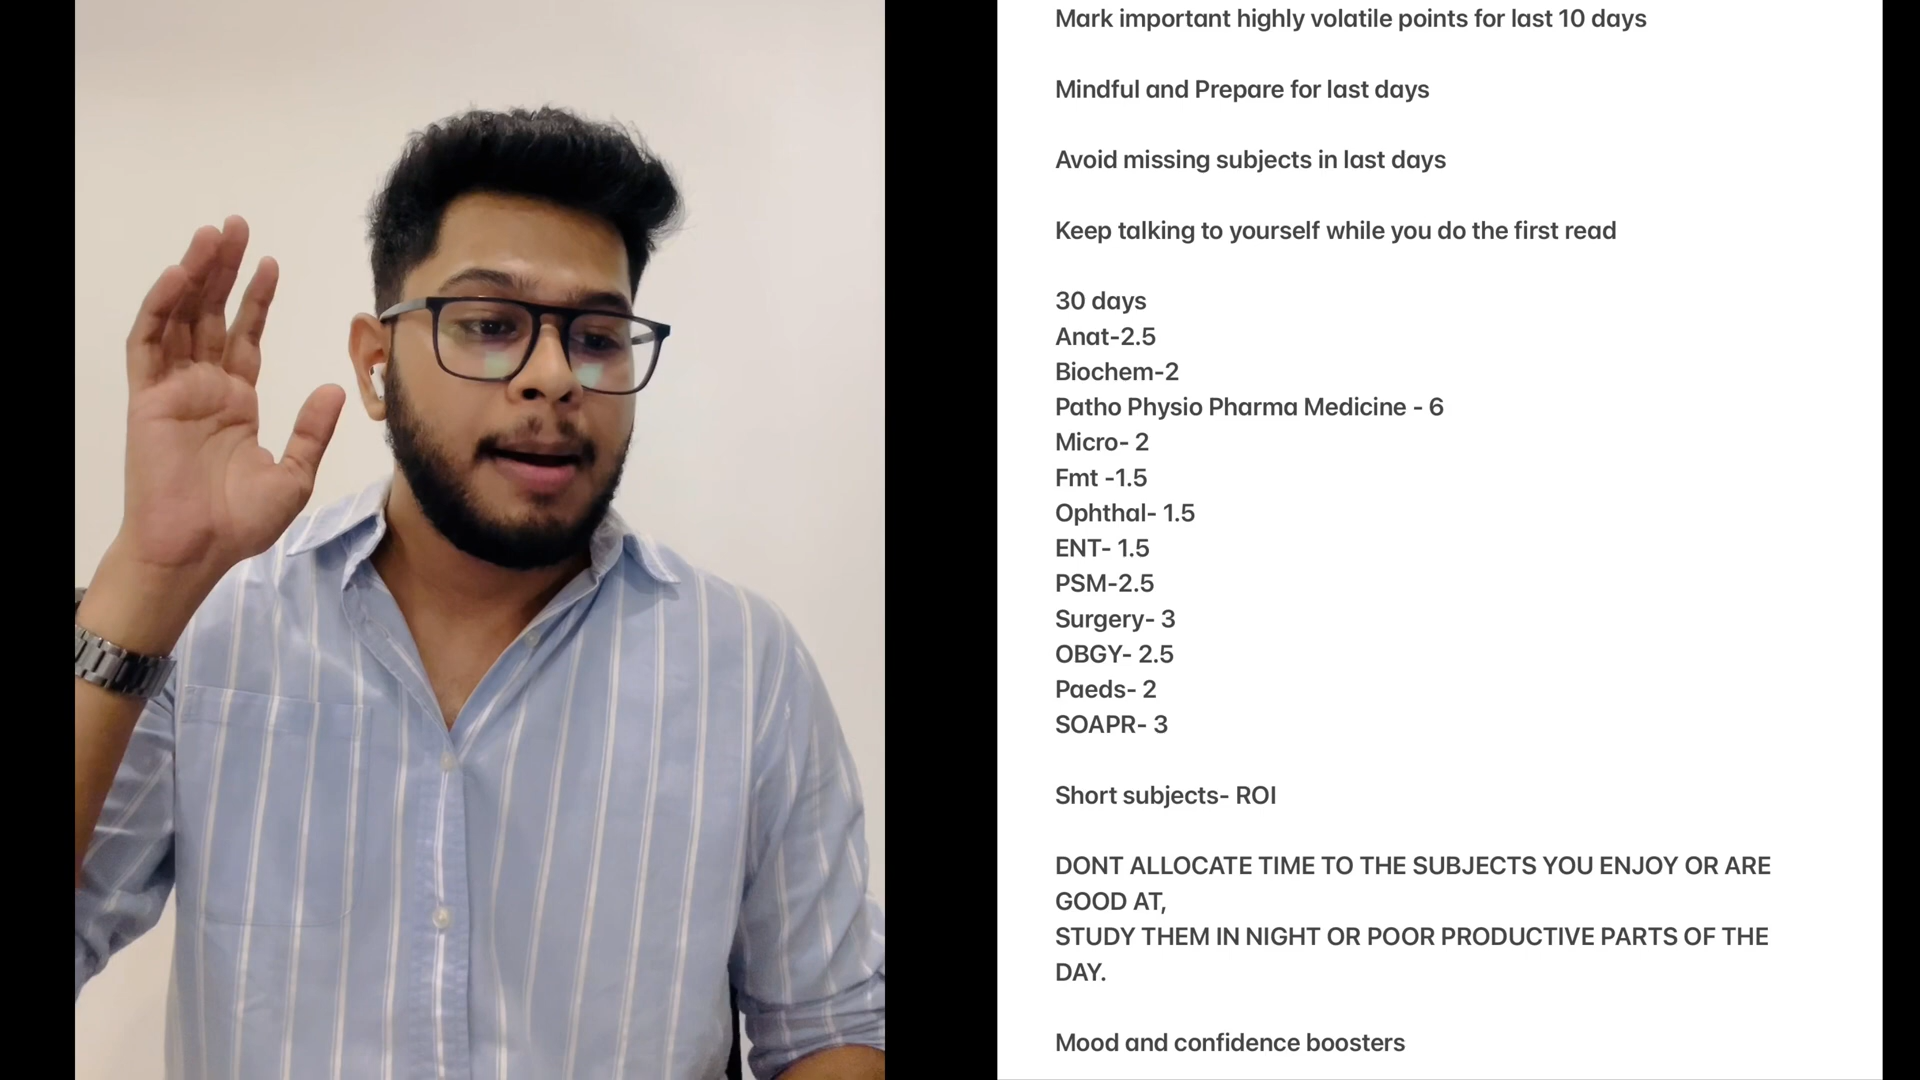 Mark important highly volatile points for last 10 days
Mindful and Prepare for last days
Avoid missing subjects in last days
Keep talking to yourself while you do the first read
30 days
Anat-2.5
Biochem-2
Patho Physio Pharma Medicine - 6
Micro- 2
Fmt -1.5
Ophthal- 1.5
ENT- 1.5
PSM-2.5
Surgery- 3
OBGY- 2.5
Paeds- 2
SOAPR- 3
Short subjects- ROI
DONT ALLOCATE TIME TO THE SUBJECTS YOU ENJOY OR ARE
GOOD AT,
STUDY THEM IN NIGHT OR POOR PRODUCTIVE PARTS OF THE
DAY.
Mood and confidence boosters